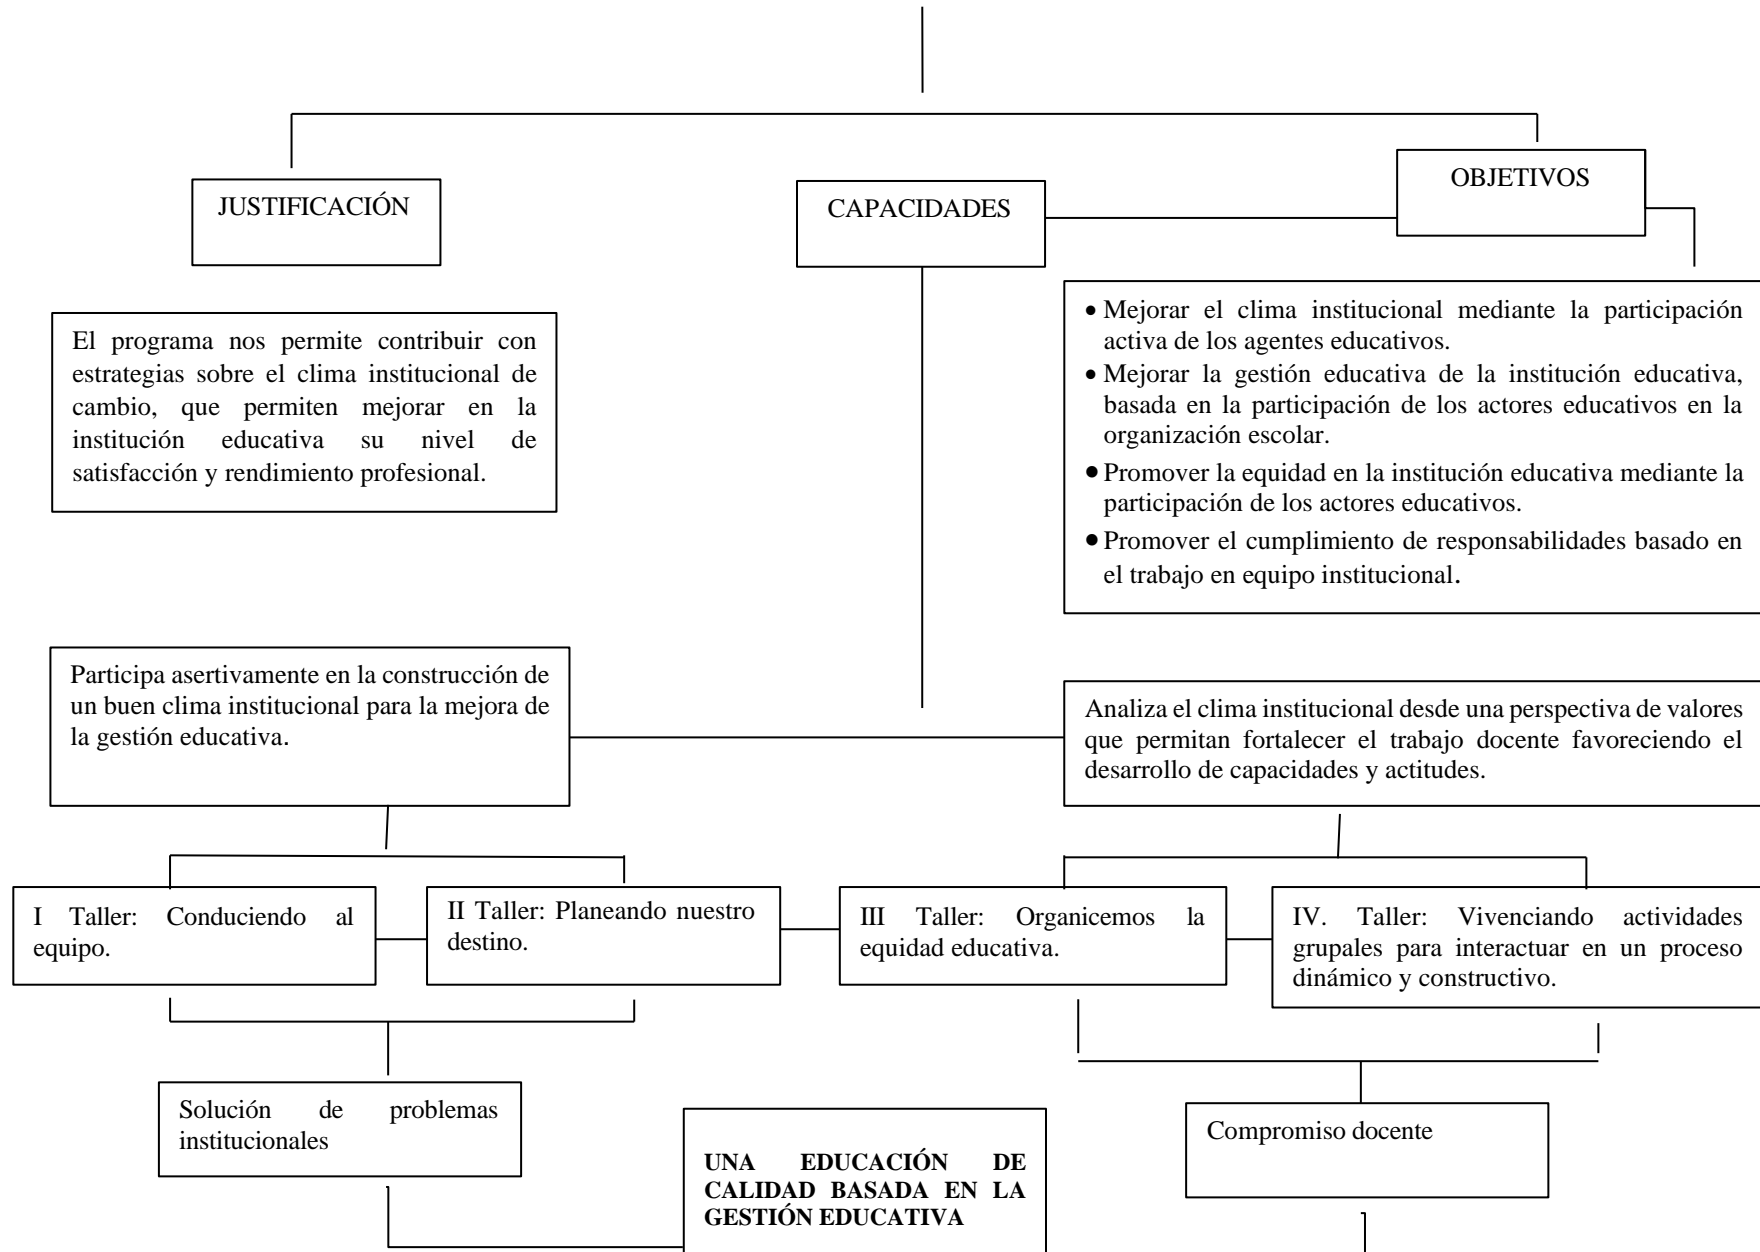 JUSTIFICACIÓN
CAPACIDADES
OBJETIVOS
El programa nos permite contribuir con
estrategias sobre el clima institucional de
cambio, que permiten mejorar en la
institución educativa su nivel de
satisfacción y rendimiento profesional.
• Mejorar el clima institucional mediante la participación
activa de los agentes educativos.
• Mejorar la gestión educativa de la institución educativa,
basada en la participación de los actores educativos en la
organización escolar.
• Promover la equidad en la institución educativa mediante la
participación de los actores educativos.
• Promover el cumplimiento de responsabilidades basado en
el trabajo en equipo institucional.
Participa asertivamente en la construcción de
un buen clima institucional para la mejora de
la gestión educativa.
Analiza el clima institucional desde una perspectiva de valores
que permitan fortalecer el trabajo docente favoreciendo el
desarrollo de capacidades y actitudes.
I Taller: Conduciendo al
equipo.
II Taller: Planeando nuestro
destino.
III Taller: Organicemos la
equidad educativa.
IV. Taller: Vivenciando actividades
grupales para interactuar en un proceso
dinámico y constructivo.
Solución de problemas
institucionales
UNA EDUCACIÓN DE
CALIDAD BASADA EN LA
GESTIÓN EDUCATIVA
Compromiso docente